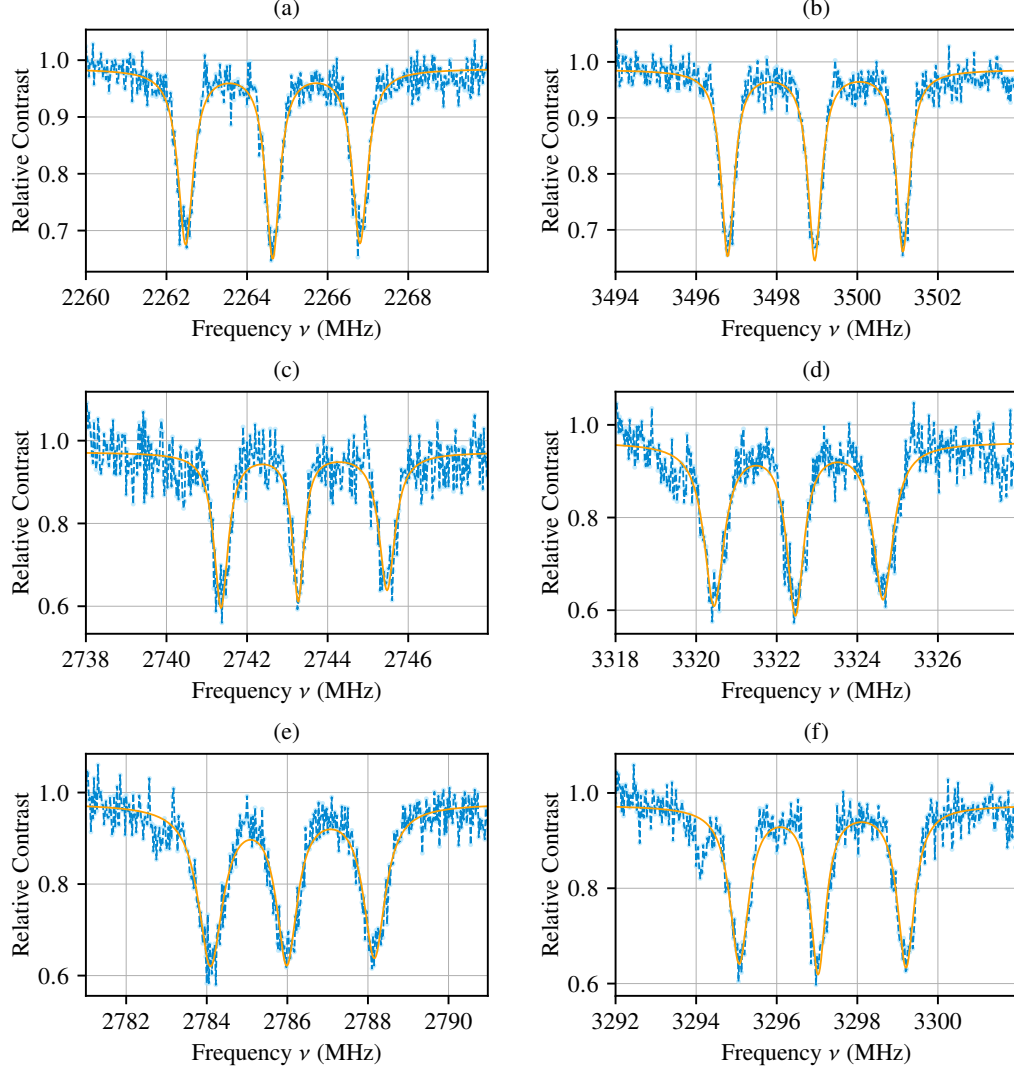 (a)
(b)
Relative Contrast
1.0
0.9
0.8
0.7
2260 2262 2264 2266 2268
Frequency ν (MHz)
Relative Contrast
1.0
0.9
0.8
0.7
3494 3496 3498 3500 3502
Frequency ν (MHz)
(c)
(d)
Relative Contrast
1.0
0.8
0.6
2738 2740 2742 2744 2746
Frequency ν (MHz)
Relative Contrast
1.0
0.8
0.6
3318 3320 3322 3324 3326
Frequency ν (MHz)
(e)
(f)
Relative Contrast
1.0
0.8
0.6
2782 2784 2786 2788 2790
Frequency ν (MHz)
Relative Contrast
1.0
0.8
0.6
3292 3294 3296 3298 3300
Frequency ν (MHz)